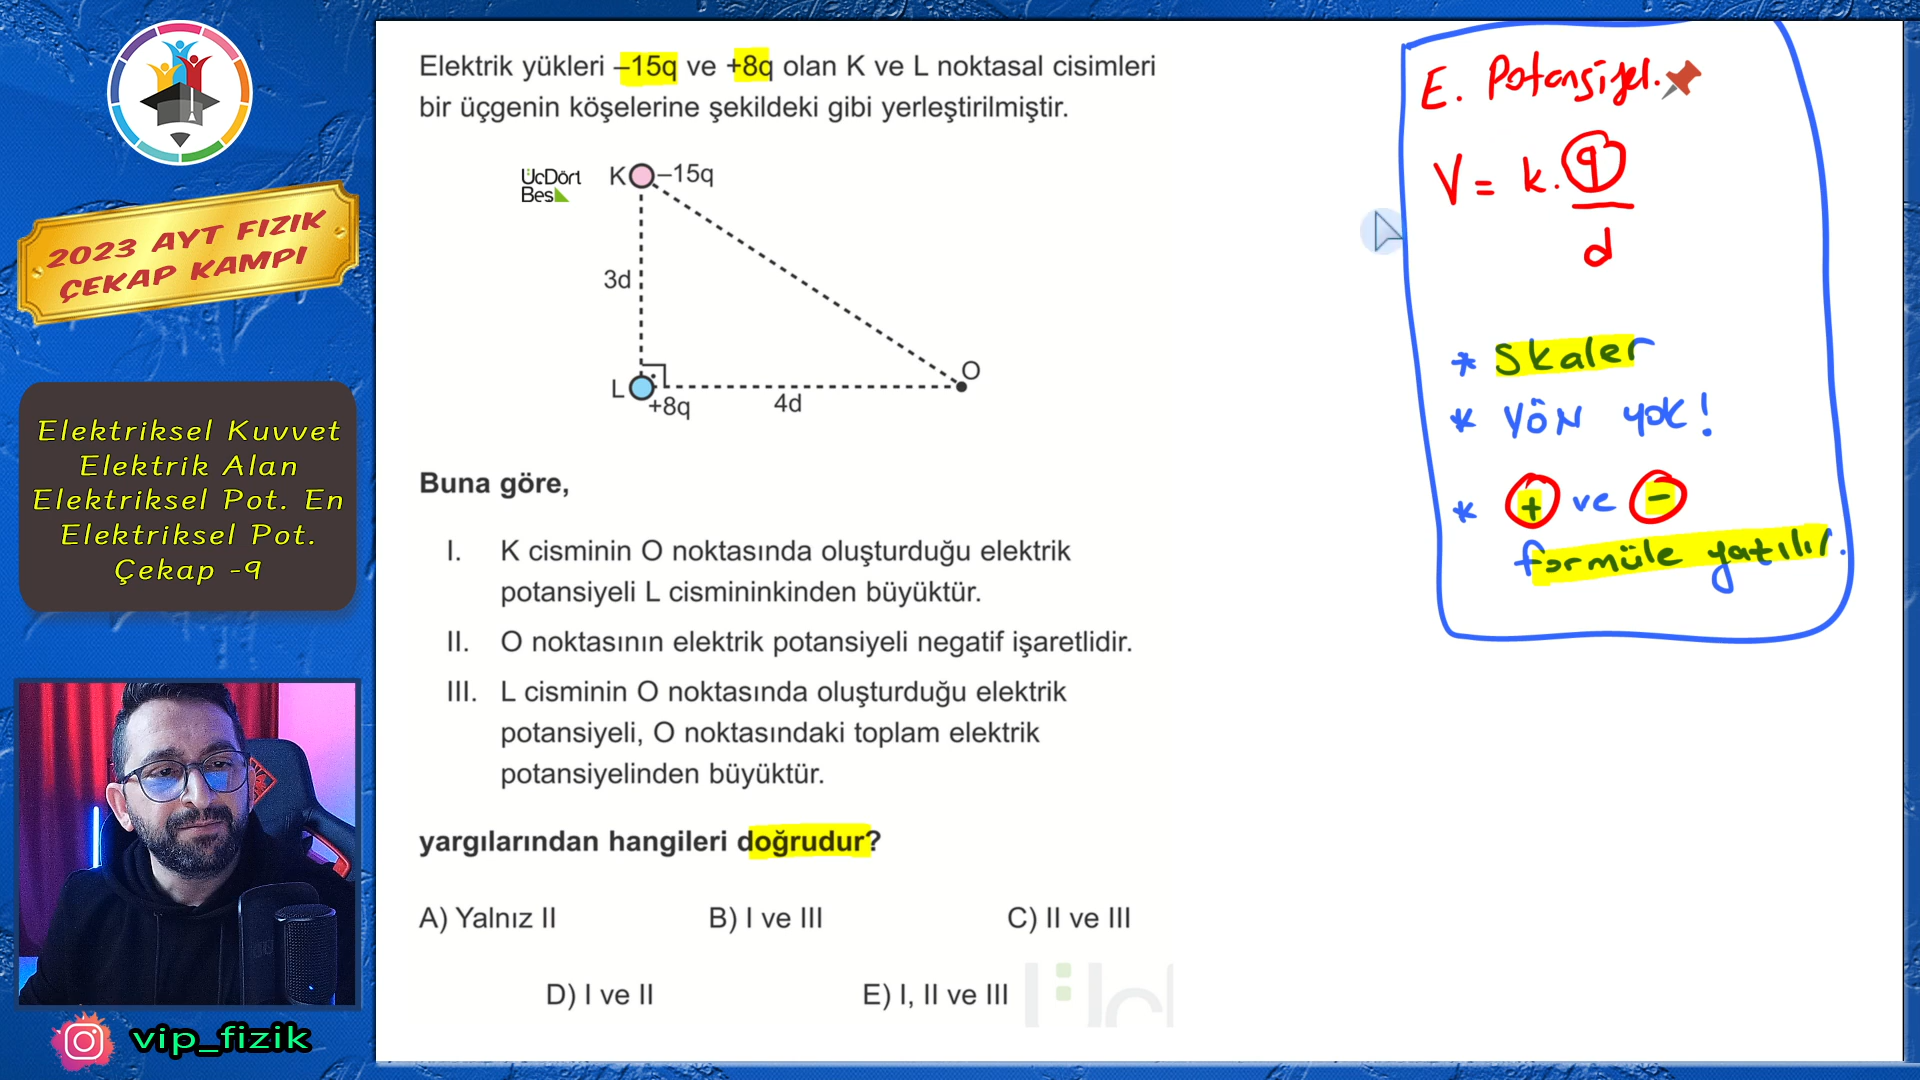 2023 AYT FIZIK
ÇEKAP KAMPI
Elektriksel Kuvvet
Elektrik Alan
Elektriksel Pot. En
Elektriksel Pot.
Çekap -9
vip_fizik
Elektrik yükleri –15q ve +8q olan K ve L noktasal cisimleri
bir üçgenin köşelerine şekildeki gibi yerleştirilmiştir.
ÜcDört
Bes
K –15q
3d
L +8q
4d
O
Buna göre,
I. K cisminin O noktasında oluşturduğu elektrik
potansiyeli L cismininkinden büyüktür.
II. O noktasının elektrik potansiyeli negatif işaretlidir.
III. L cisminin O noktasında oluşturduğu elektrik
potansiyeli, O noktasındaki toplam elektrik
potansiyelinden büyüktür.
yargılarından hangileri doğrudur?
A) Yalnız II B) I ve III C) II ve III
D) I ve II E) I, II ve III
E. Potansiyel.
V = k. q
d
* Skaler
* YÖN yok!
* + ve -
formüle yatılır.